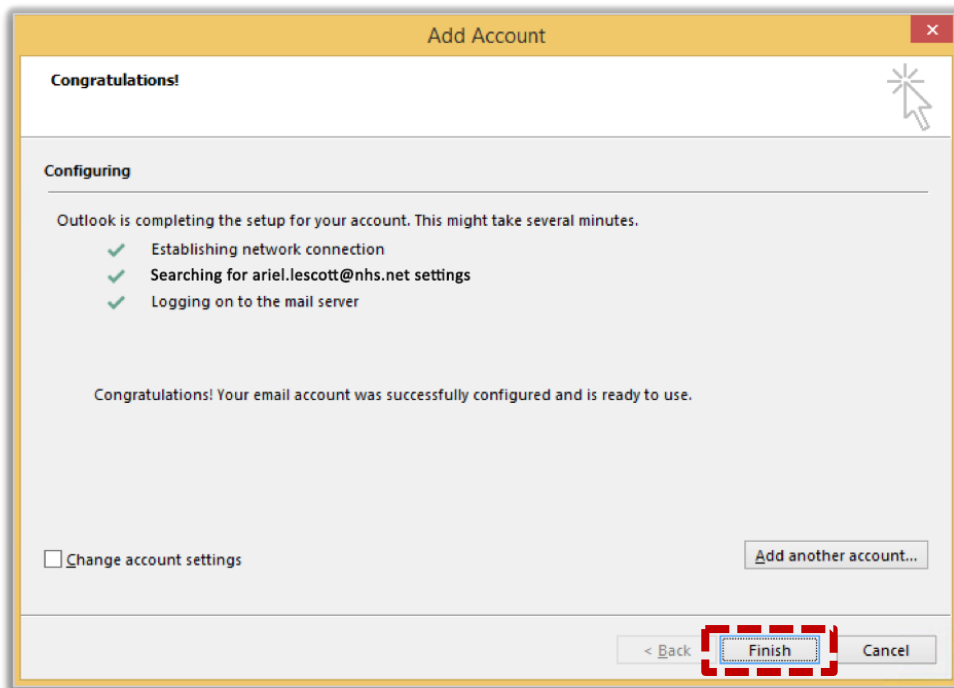 Add Account
Congratulations!
Configuring
Outlook is completing the setup for your account. This might take several minutes.
Establishing network connection
Searching for ariel.lescott@nhs.net settings
Logging on to the mail server
Congratulations! Your email account was successfully configured and is ready to use.
Change account settings
Add another account...
< Back
Finish
Cancel